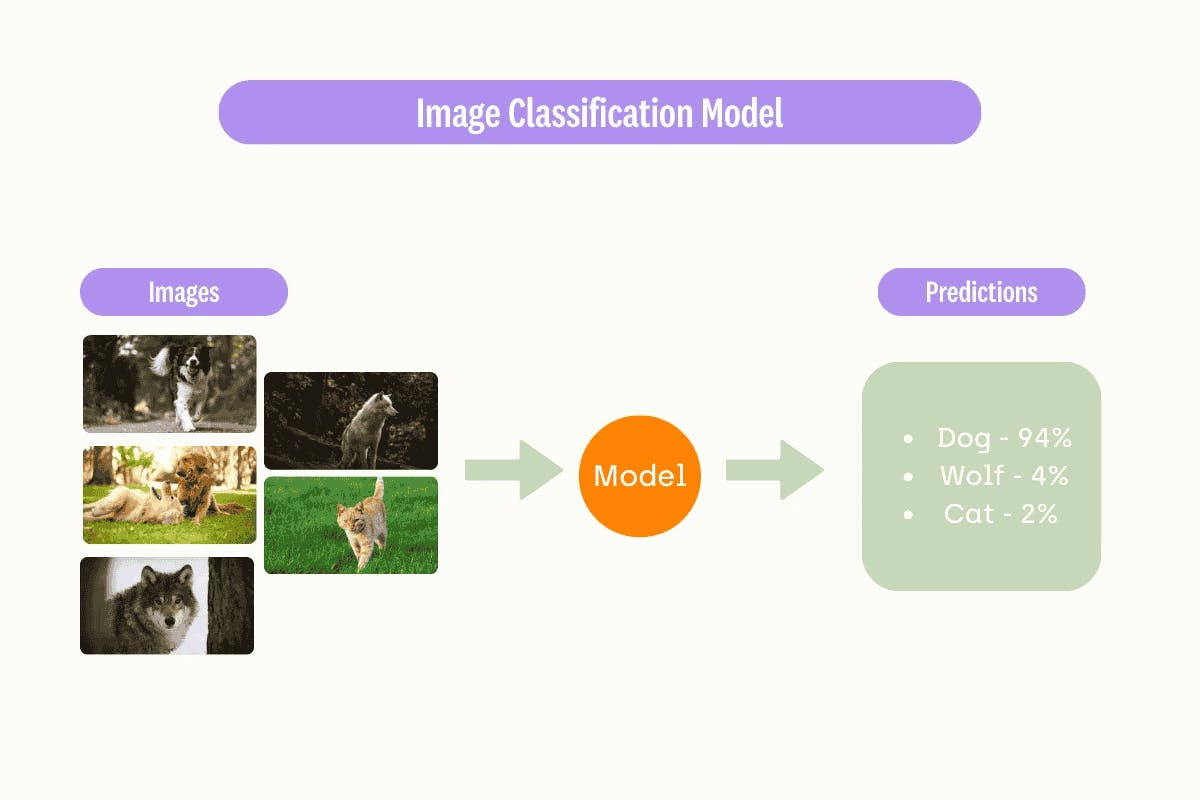 Image Classification Model
Images
Predictions
Model
• Dog - 94%
• Wolf - 4%
• Cat - 2%